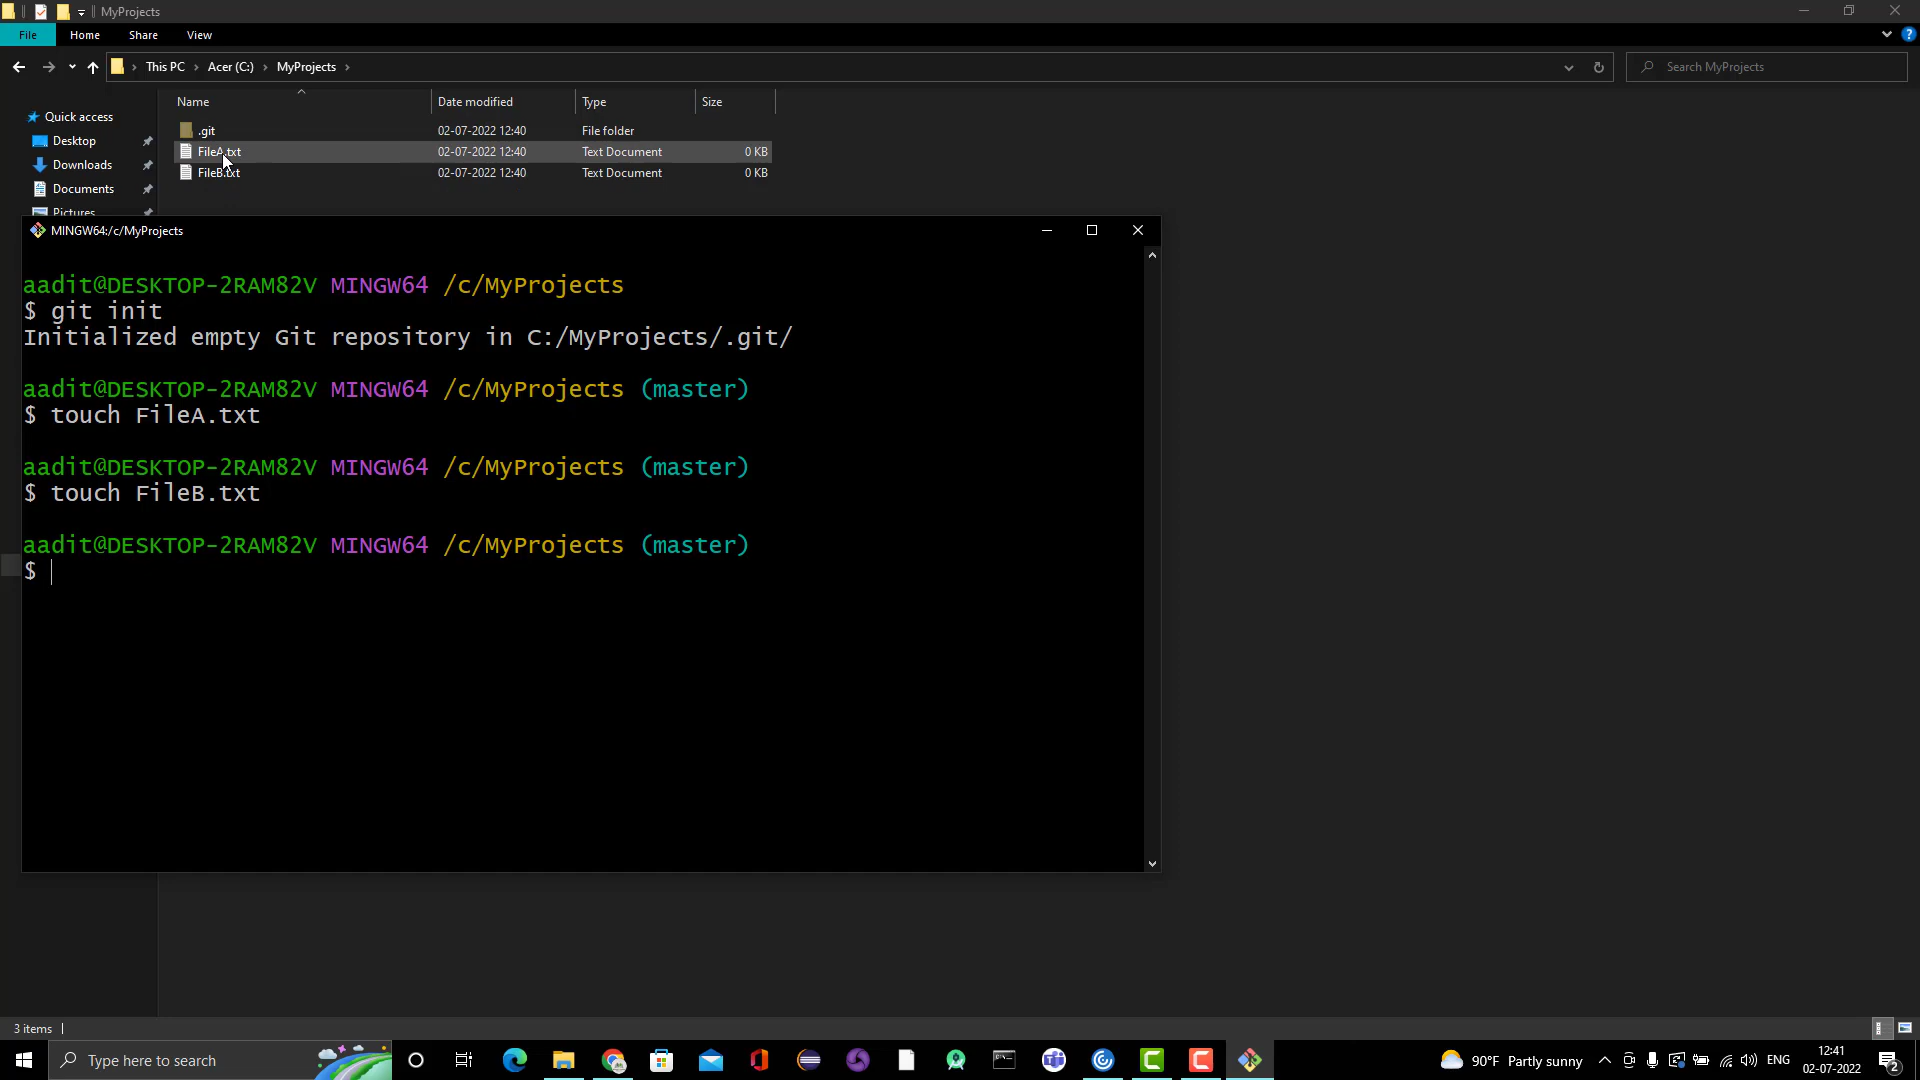 MyProjects
File Home Share View
This PC Acer (C:) MyProjects Search MyProjects
Name Date modified Type Size
Quick access
.git 02-07-2022 12:40 File folder
Desktop
FileA.txt 02-07-2022 12:40 Text Document 0 KB
Downloads
FileB.txt 02-07-2022 12:40 Text Document 0 KB
Documents
Pictures
MINGW64:/c/MyProjects
aadit@DESKTOP-2RAM82V MINGW64 /c/MyProjects
$ git init
Initialized empty Git repository in C:/MyProjects/.git/
aadit@DESKTOP-2RAM82V MINGW64 /c/MyProjects (master)
$ touch FileA.txt
aadit@DESKTOP-2RAM82V MINGW64 /c/MyProjects (master)
$ touch FileB.txt
aadit@DESKTOP-2RAM82V MINGW64 /c/MyProjects (master)
$
3 items
Type here to search
90°F Partly sunny
ENG
12:41
02-07-2022
2